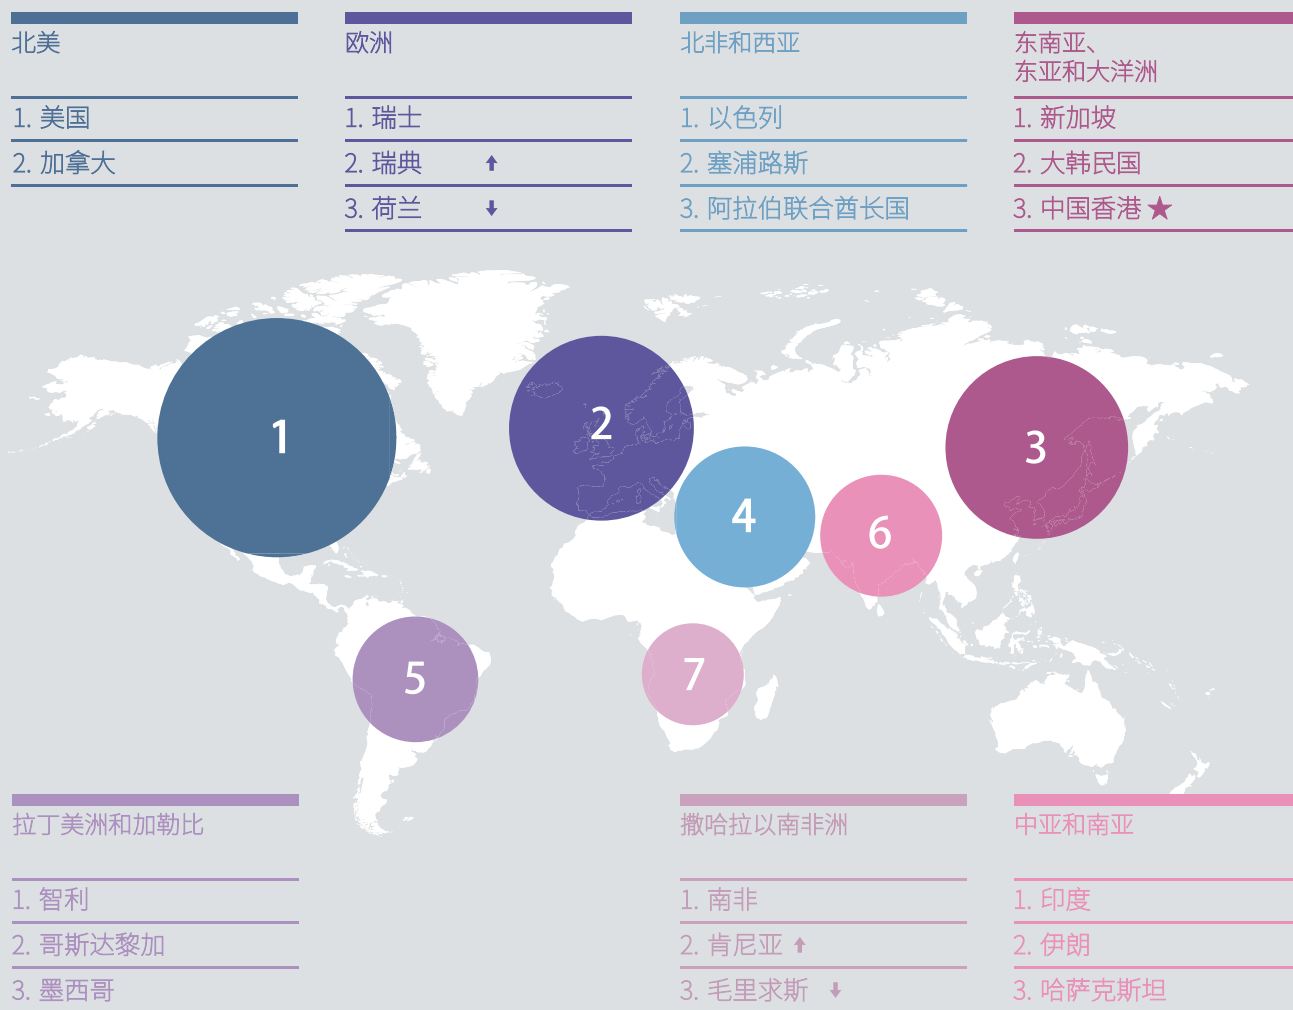 北美
1. 美国
2. 加拿大
欧洲
1. 瑞士
2. 瑞典
3. 荷兰
北非和西亚
1. 以色列
2. 塞浦路斯
3. 阿拉伯联合酋长国
东南亚、
东亚和大洋洲
1. 新加坡
2. 大韩民国
3. 中国香港
1
2
3
4
6
5
7
拉丁美洲和加勒比
1. 智利
2. 哥斯达黎加
3. 墨西哥
撒哈拉以南非洲
1. 南非
2. 肯尼亚
3. 毛里求斯
中亚和南亚
1. 印度
2. 伊朗
3. 哈萨克斯坦